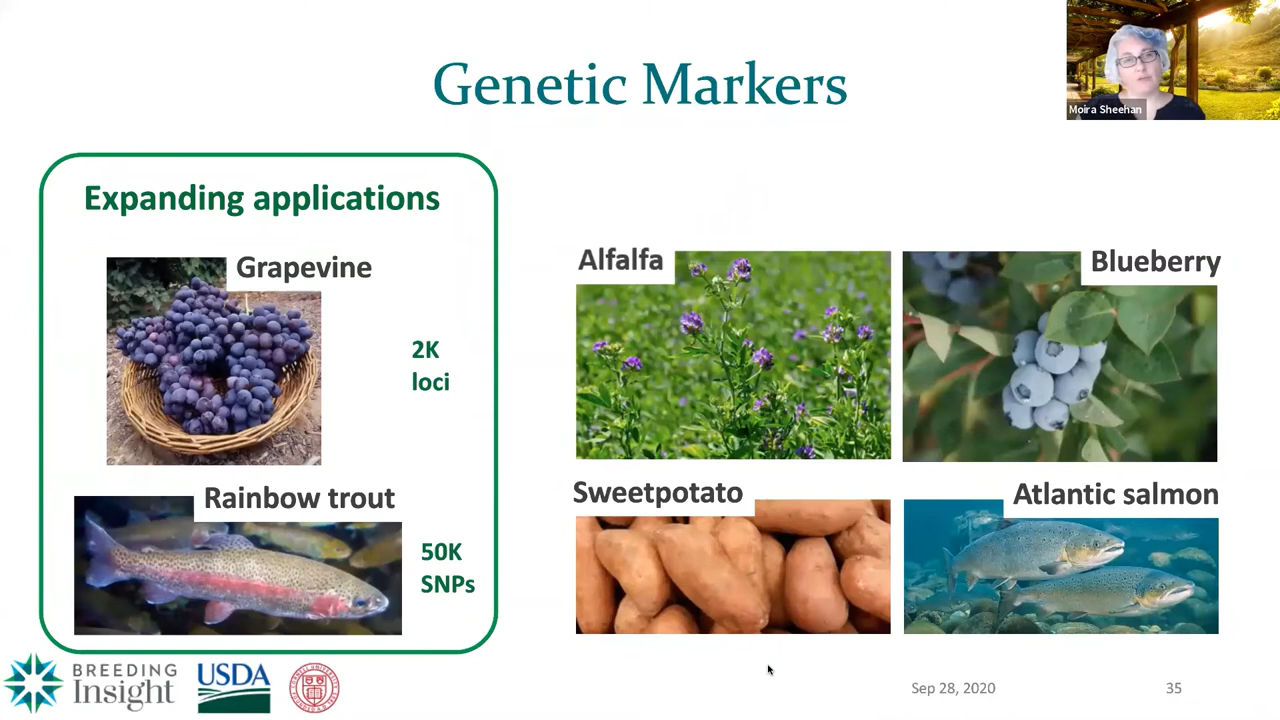 Genetic Markers
Moira Sheehan
Expanding applications
Grapevine
2K
loci
Rainbow trout
50K
SNPs
Alfalfa
Blueberry
Sweetpotato
Atlantic salmon
BREEDING
Insight
USDA
Sep 28, 2020
35